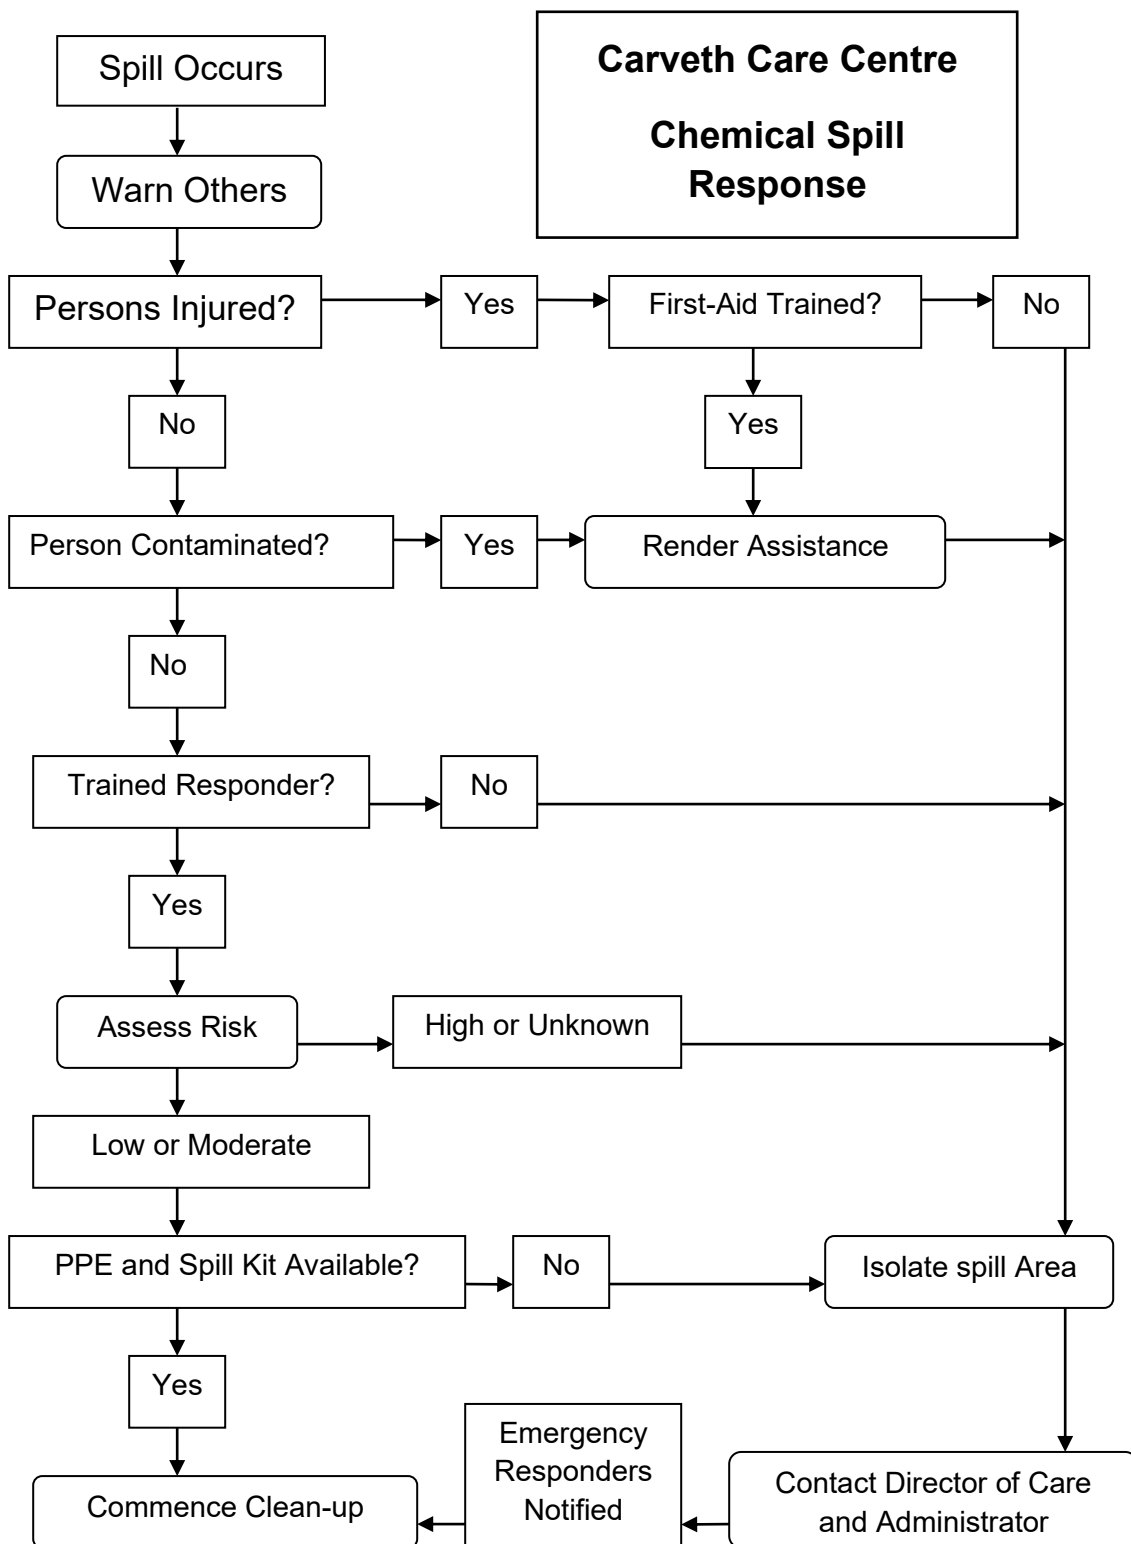 Spill Occurs
Carveth Care Centre
Chemical Spill
Response
Warn Others
Persons Injured?
Yes
First-Aid Trained?
No
No
Yes
Person Contaminated?
Yes
Render Assistance
No
Trained Responder?
No
Yes
Assess Risk
High or Unknown
Low or Moderate
PPE and Spill Kit Available?
No
Isolate spill Area
Yes
Emergency
Responders
Notified
Commence Clean-up
Contact Director of Care
and Administrator